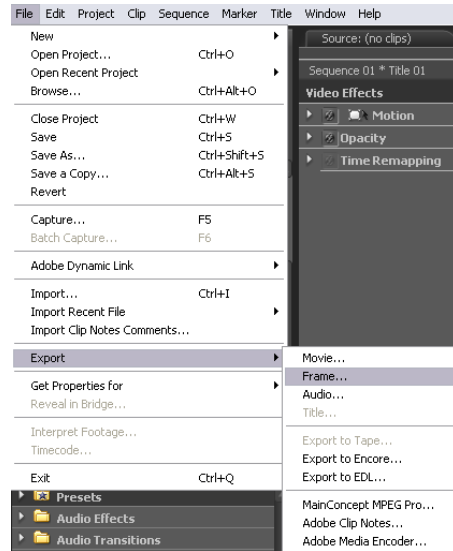 File Edit Project Clip Sequence Marker Title Window Help
New
Open Project... Ctrl+O
Open Recent Project
Browse... Ctrl+Alt+O
Close Project Ctrl+W
Save Ctrl+S
Save As... Ctrl+Shift+S
Save a Copy... Ctrl+Alt+S
Revert
Capture... F5
Batch Capture... F6
Adobe Dynamic Link
Import... Ctrl+I
Import Recent File
Import Clip Notes Comments...
Export
Get Properties for
Reveal in Bridge...
Interpret Footage...
Timecode...
Exit Ctrl+Q
Presets
Audio Effects
Audio Transitions
Source: (no clips)
Sequence 01 * Title 01
Video Effects
Motion
Opacity
Time Remapping
Movie...
Frame...
Audio...
Title...
Export to Tape...
Export to Encore...
Export to EDL...
MainConcept MPEG Pro...
Adobe Clip Notes...
Adobe Media Encoder...